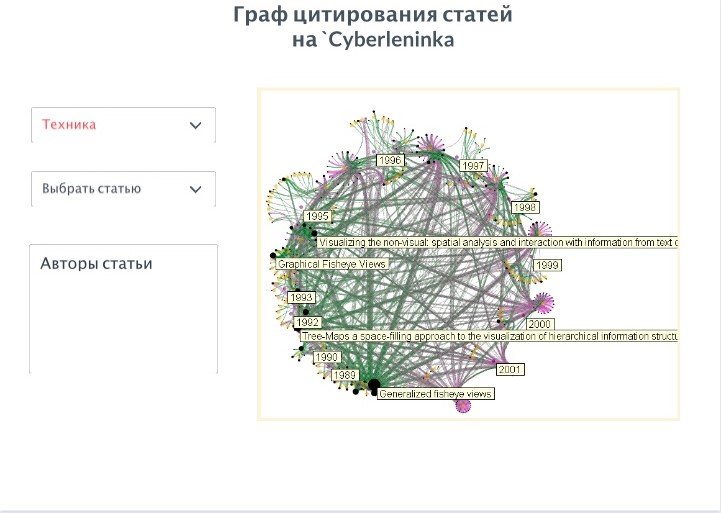 Граф цитирования статей
на `Cyberleninka
Техника
Выбрать статью
Авторы статьи
1996
1997
1998
1995
Visualizing the non-visual: spatial analysis and interaction with information from text d
Graphical Fisheye Views
1999
1993
2000
1992
Tree-Maps a space-filling approach to the visualization of hierarchical information structu
1990
2001
1989
Generalized fisheye views